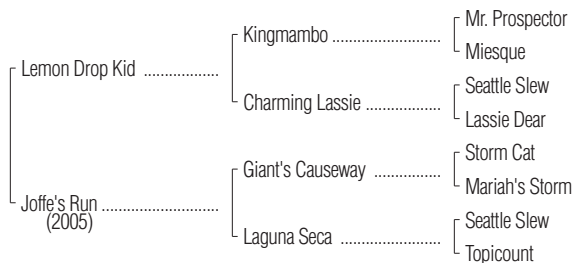 Mr. Prospector
Kingmambo ....................
Miesque
Lemon Drop Kid ..................
Seattle Slew
Charming Lassie ..................
Lassie Dear
Storm Cat
Giant's Causeway ................
Mariah's Storm
Joffe's Run ............................
(2005)
Seattle Slew
Laguna Seca ........................
Topicount